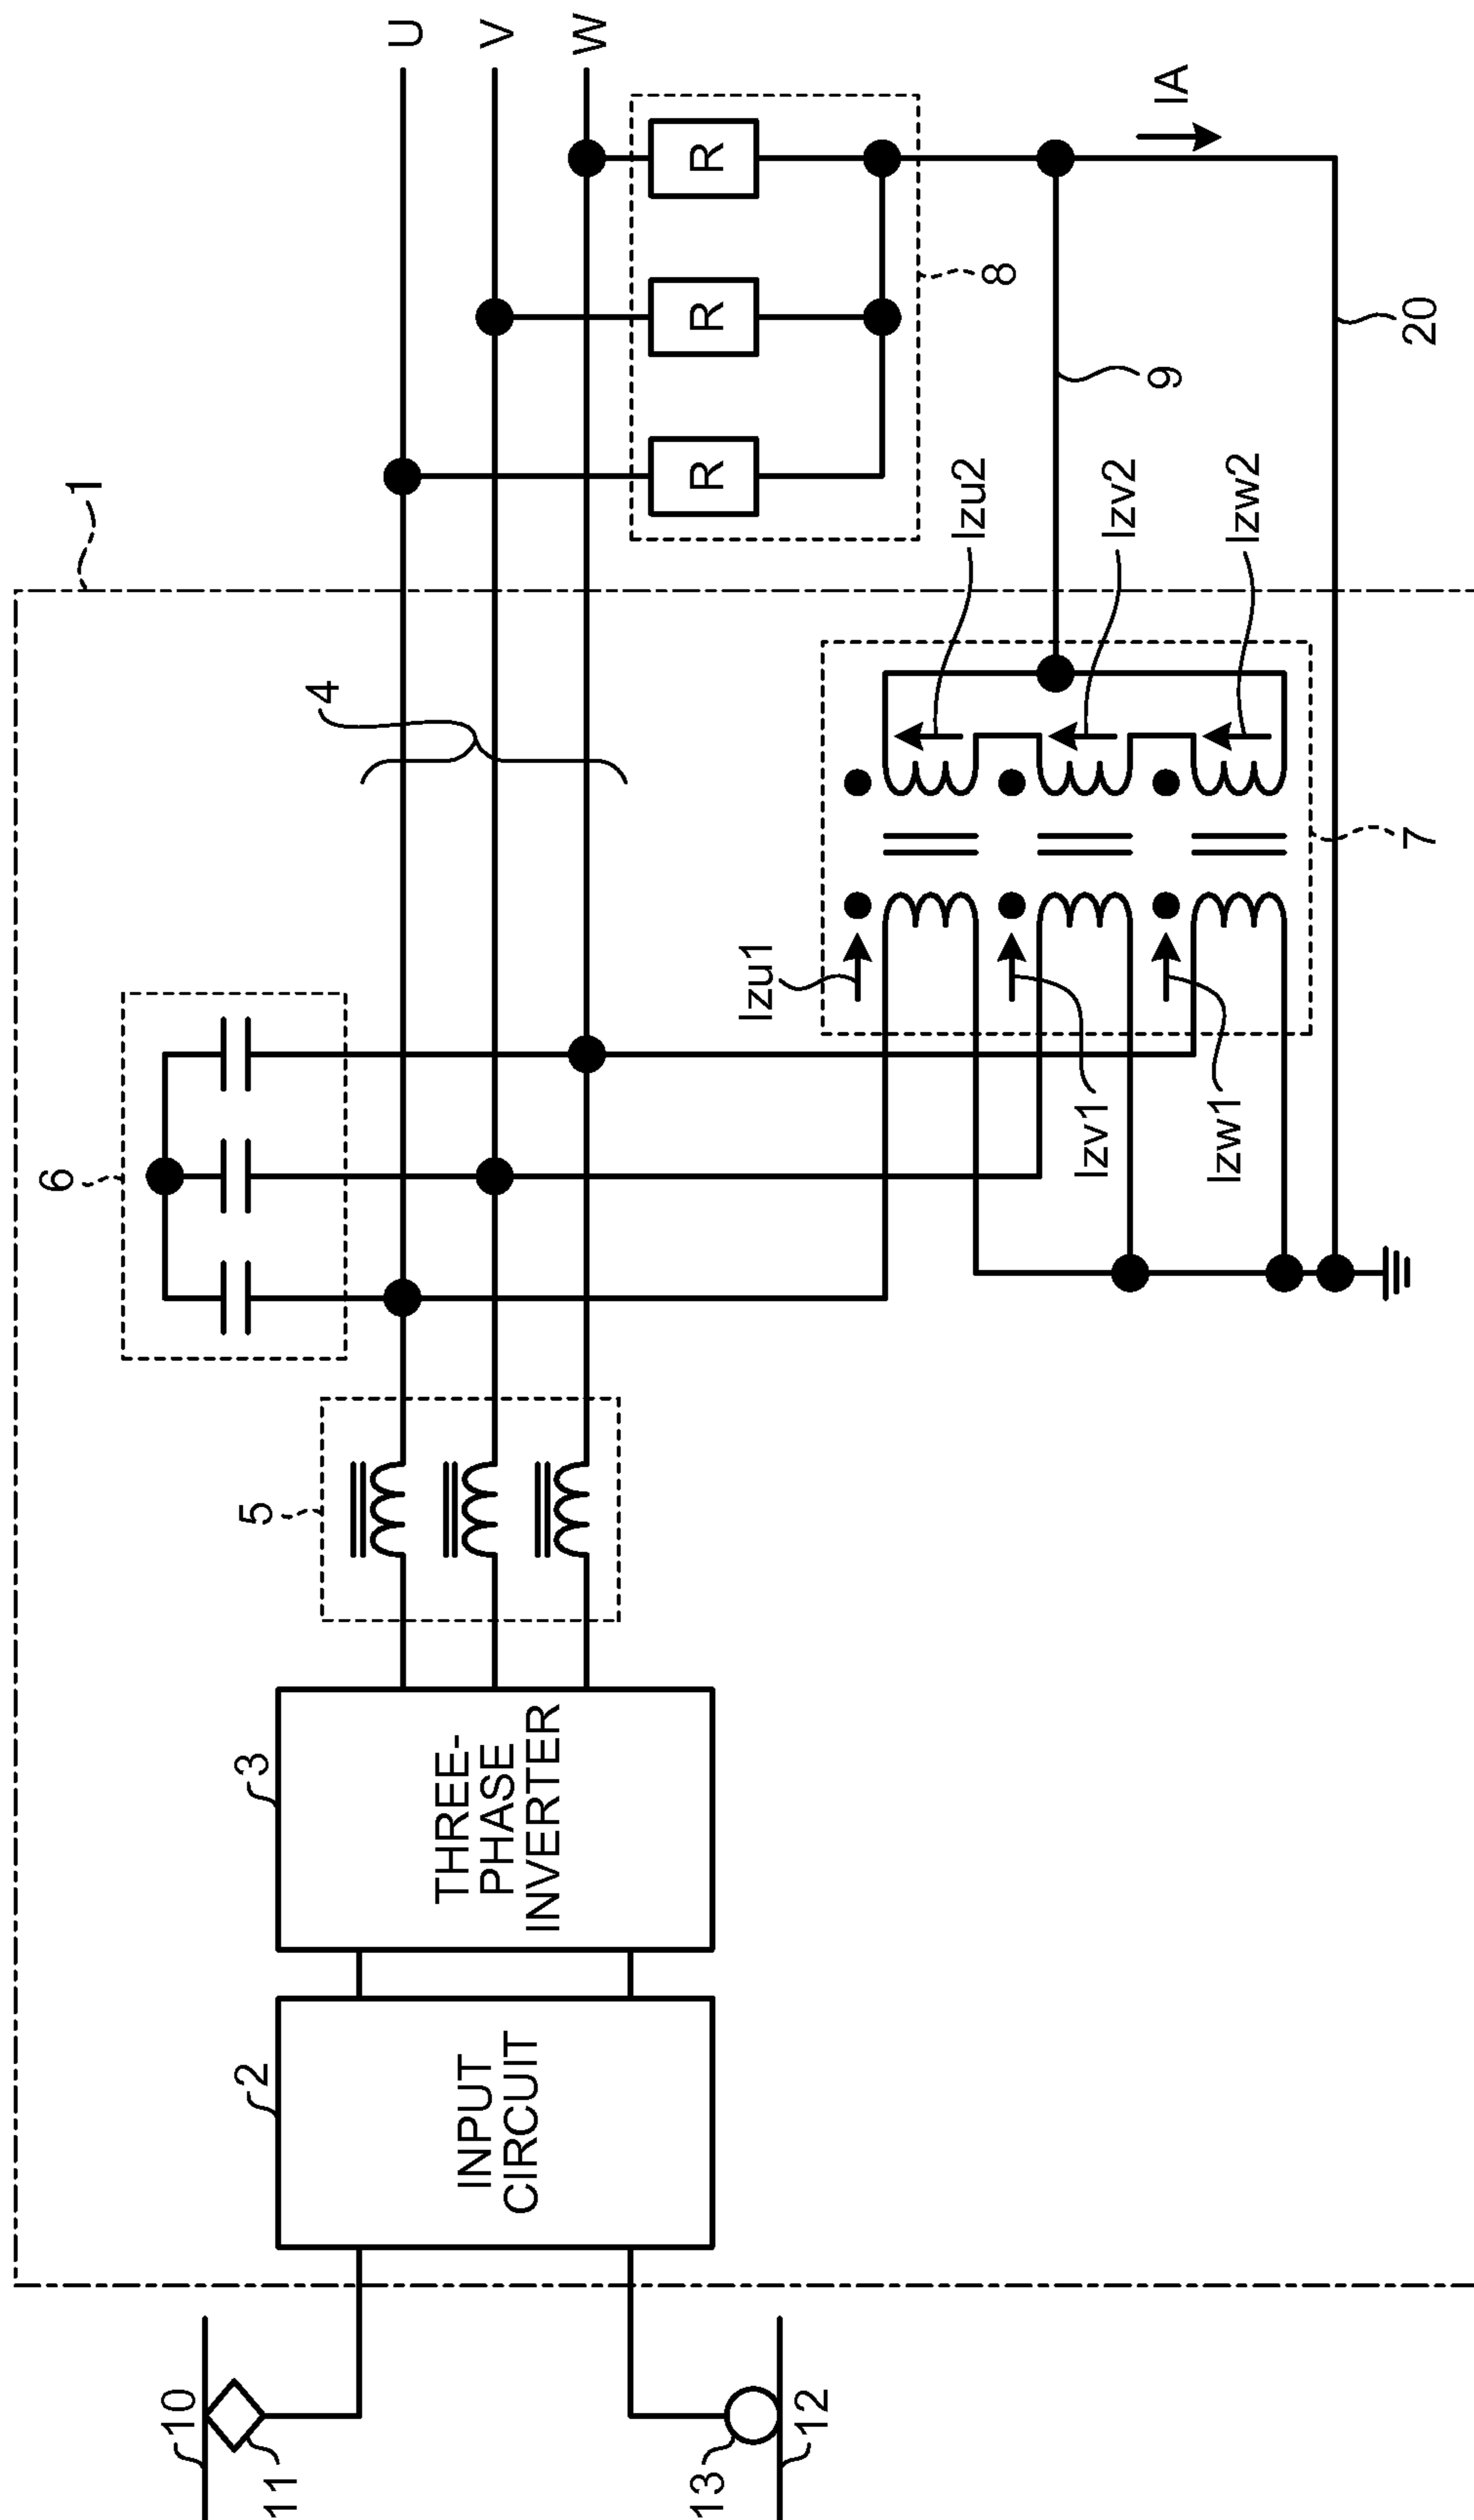 10
11
13
12
2
INPUT
CIRCUIT
3
THREE-
PHASE
INVERTER
5
6
4
1
U
V
W
R
R
R
8
9
20
IA
Izu1
Izv1
Izw1
Izu2
Izv2
Izw2
7